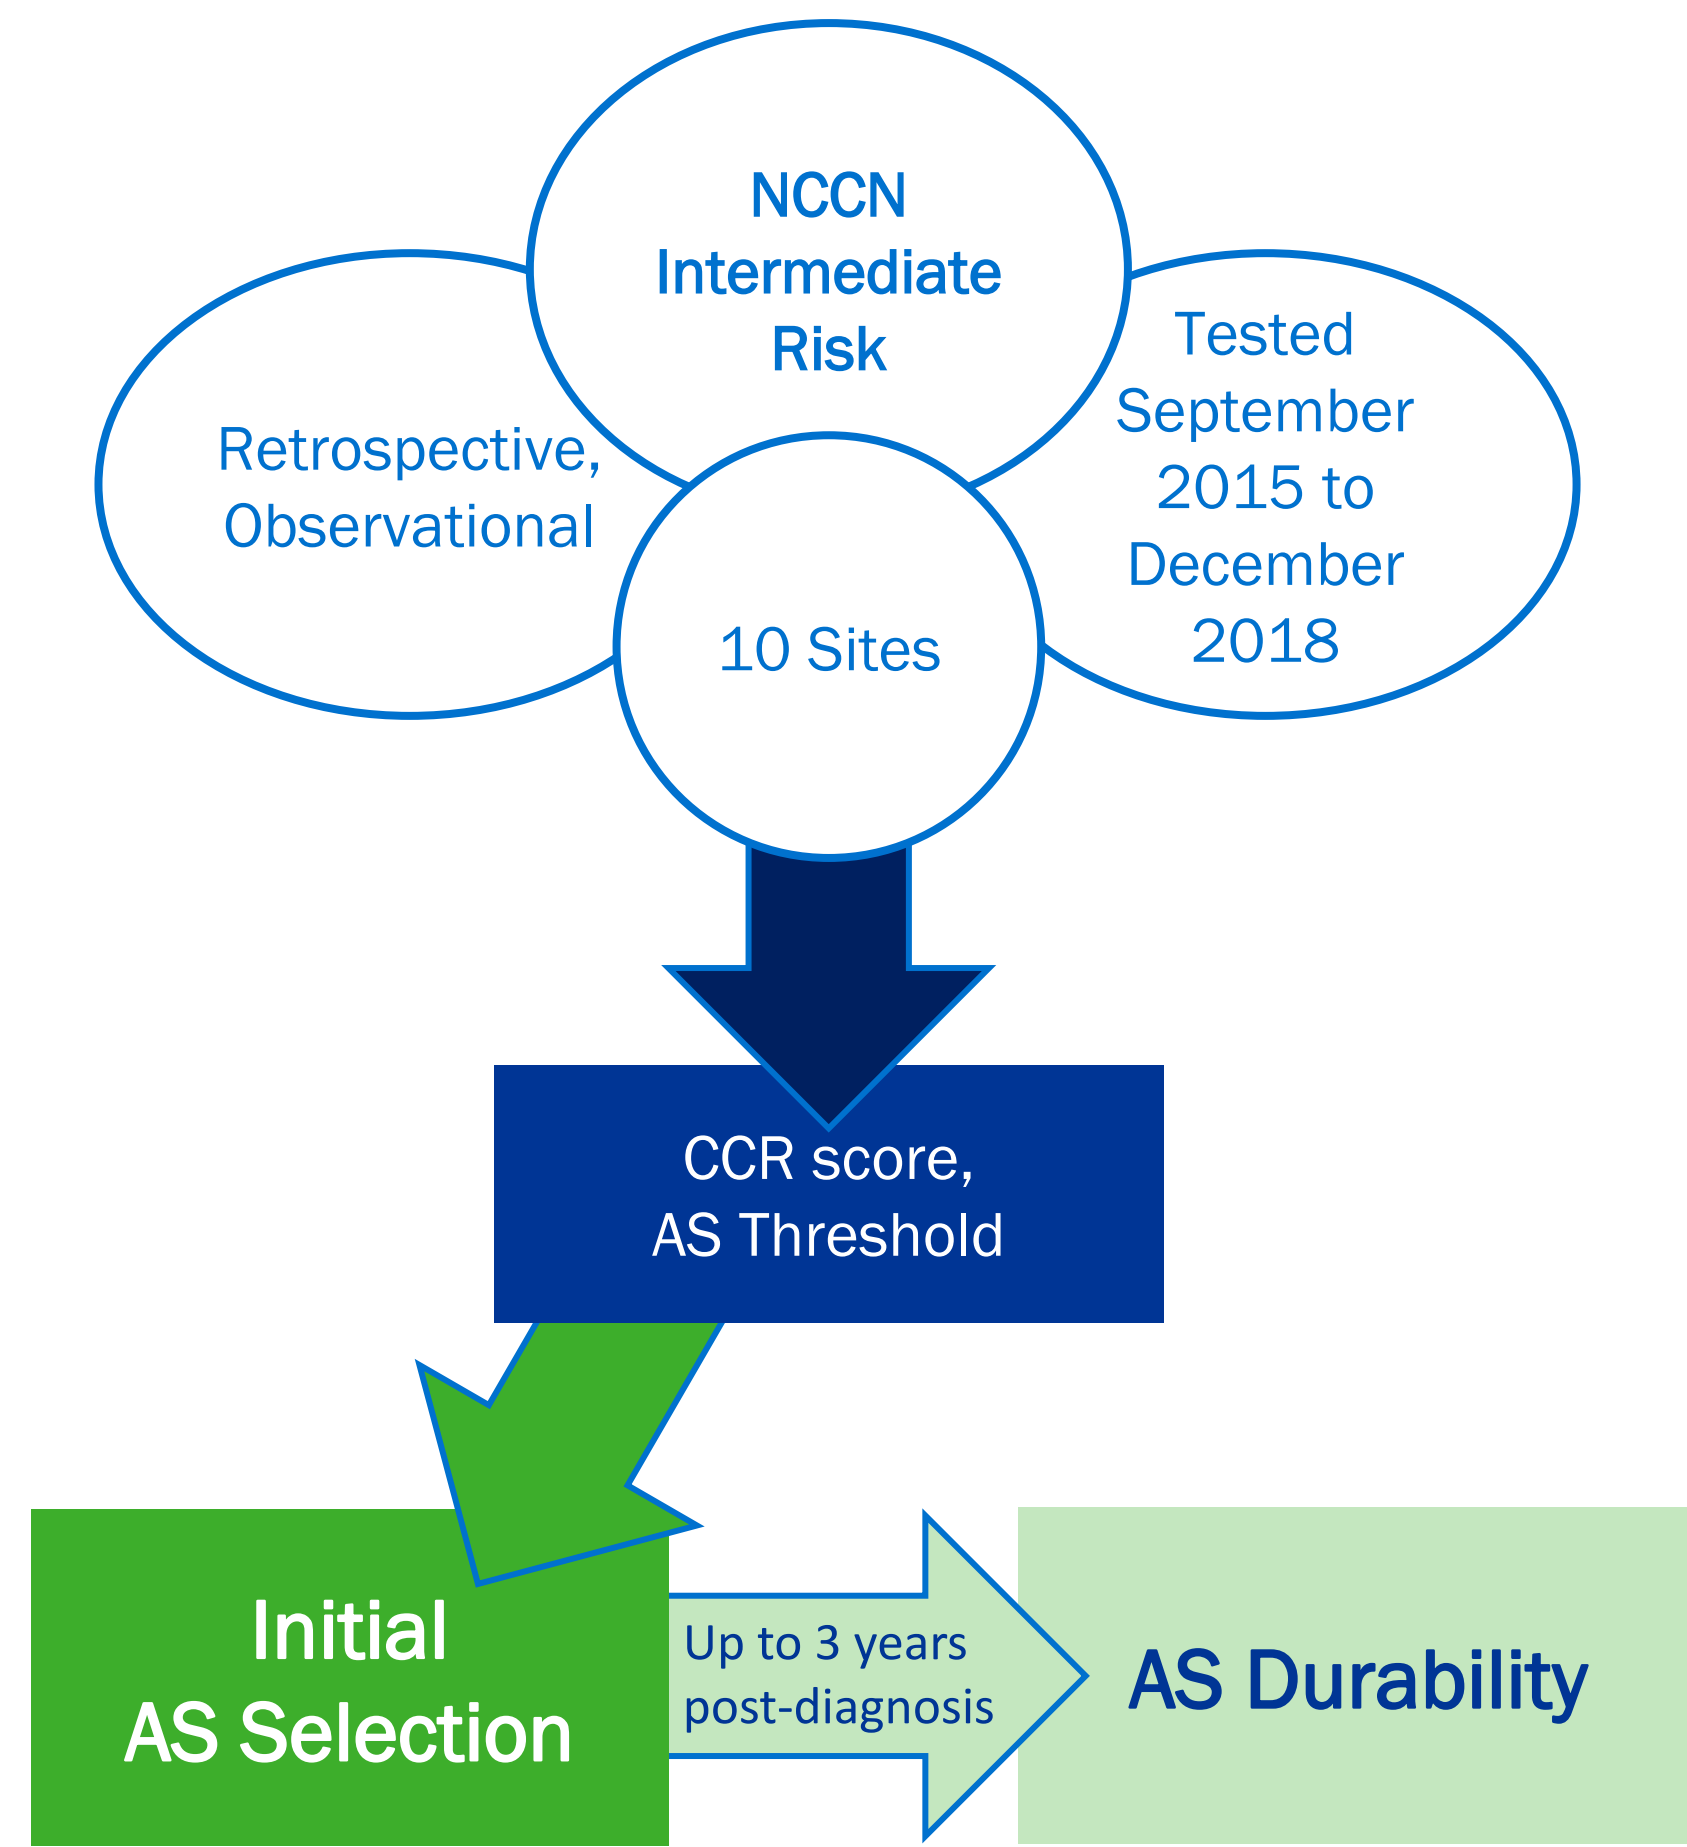 NCCN
Intermediate
Risk
Retrospective,
Observational
Tested
September
2015 to
December
2018
10 Sites
CCR score,
AS Threshold
Initial
AS Selection
Up to 3 years
post-diagnosis
AS Durability